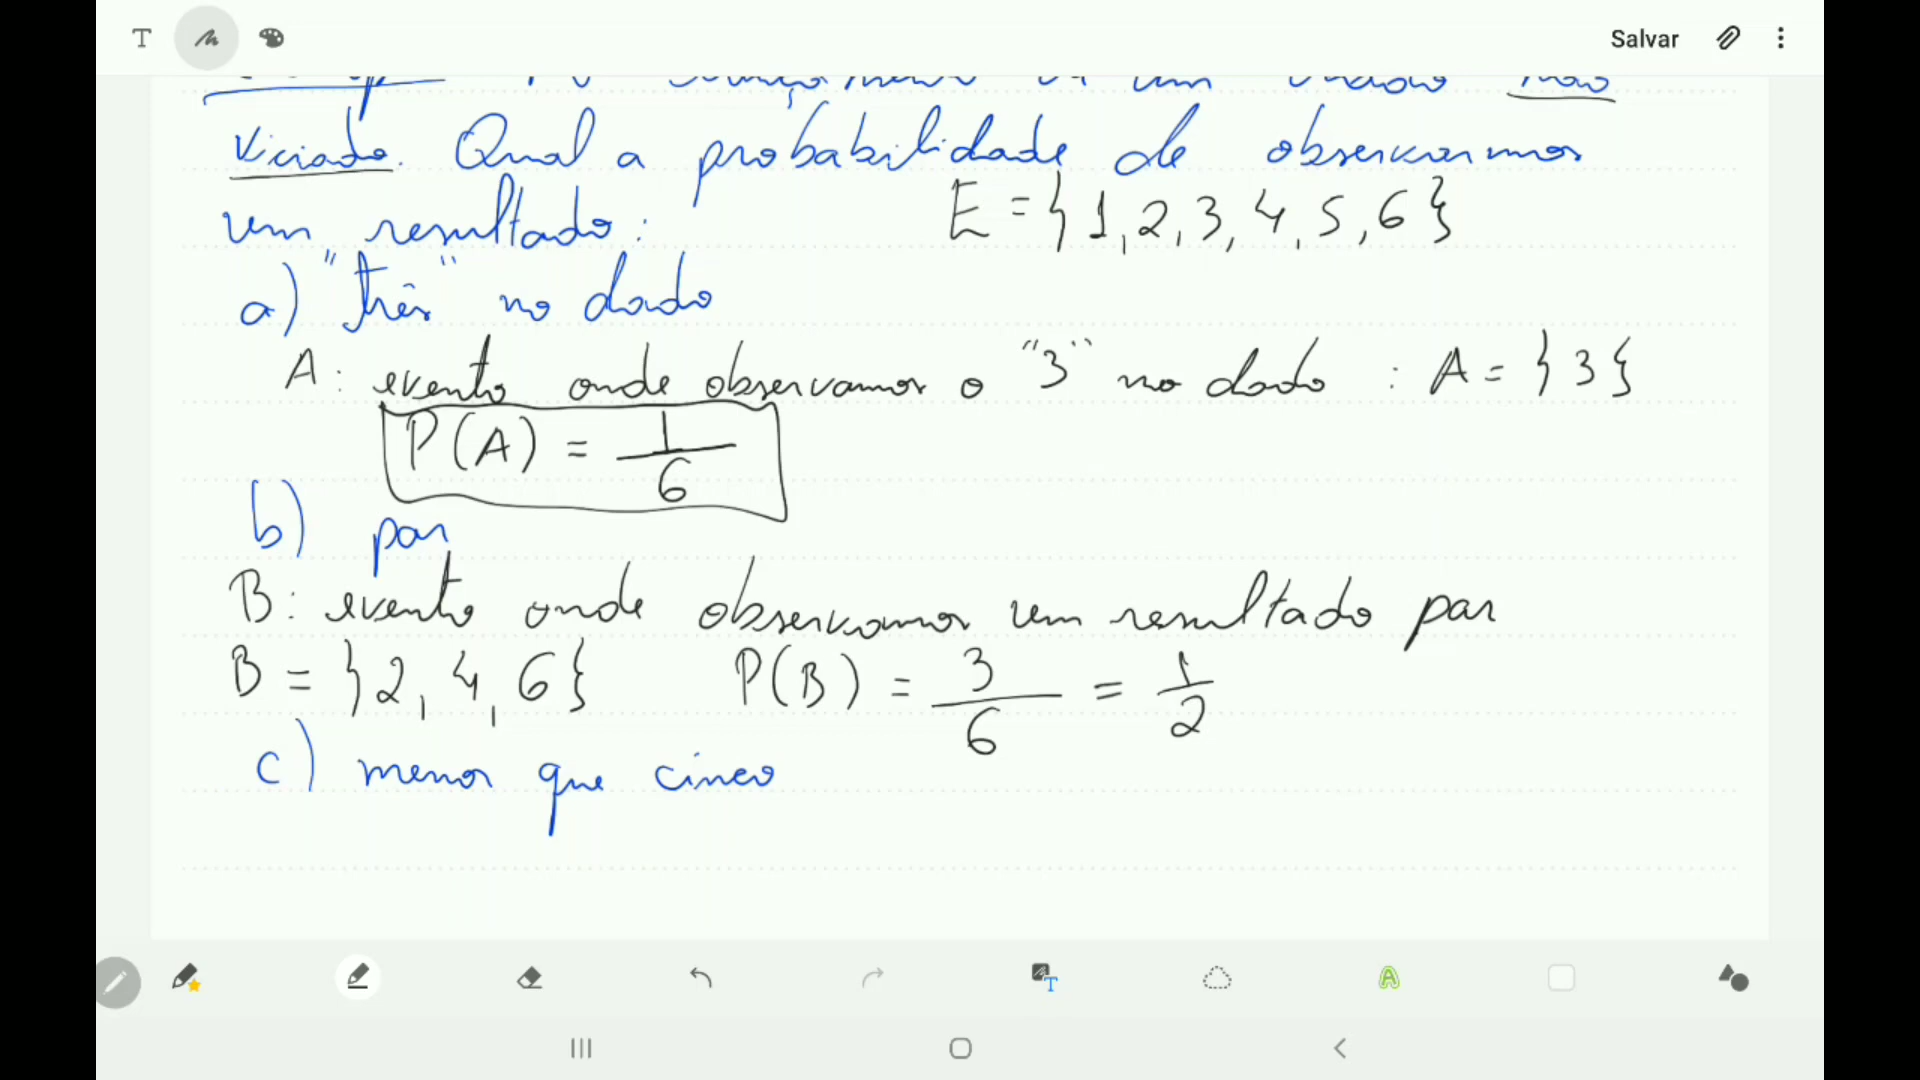 T Salvar
um não
viciado. Qual a probabilidade de observarmos
um resultado: E = {1, 2, 3, 4, 5, 6}
a) "três" no dado
A: evento onde observamos o "3" no dado : A = {3}
P(A) = 1/6
b) par
B: evento onde observamos um resultado par
B = {2, 4, 6} P(B) = 3/6 = 1/2
c) menor que cinco
T A